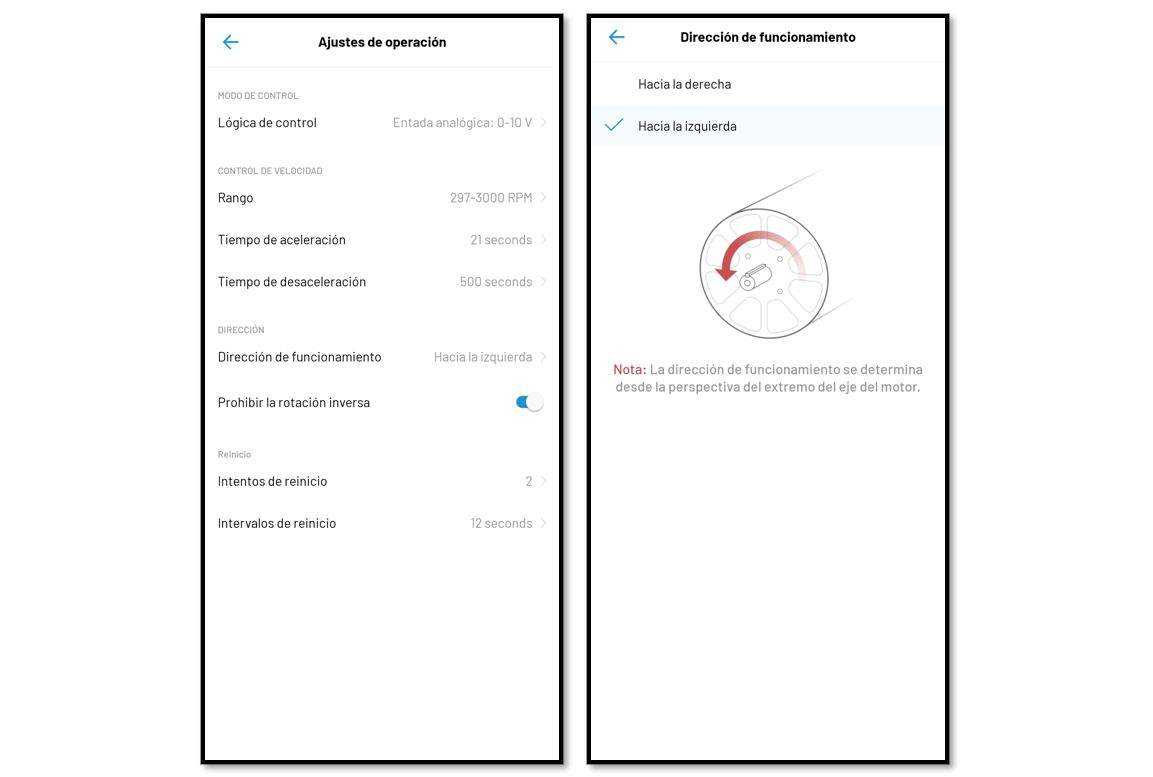 Ajustes de operación
MODO DE CONTROL
Lógica de control Entada analógica: 0-10 V
CONTROL DE VELOCIDAD
Rango 297-3000 RPM
Tiempo de aceleración 21 seconds
Tiempo de desaceleración 500 seconds
DIRECCIÓN
Dirección de funcionamiento Hacia la izquierda
Prohibir la rotación inversa
Reinicio
Intentos de reinicio 2
Intervalos de reinicio 12 seconds
Dirección de funcionamiento
Hacia la derecha
Hacia la izquierda
Nota: La dirección de funcionamiento se determina
desde la perspectiva del extremo del eje del motor.